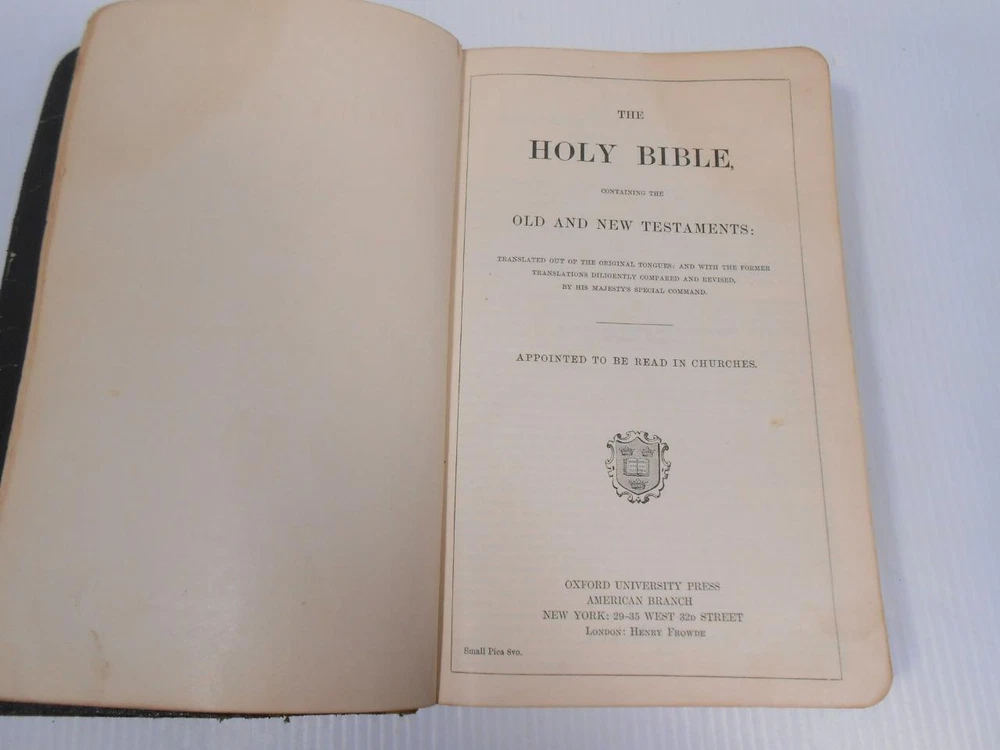 THE
HOLY BIBLE,
CONTAINING THE
OLD AND NEW TESTAMENTS:
TRANSLATED OUT OF THE ORIGINAL TONGUES: AND WITH THE FORMER
TRANSLATIONS DILIGENTLY COMPARED AND REVISED,
BY HIS MAJESTY'S SPECIAL COMMAND.
APPOINTED TO BE READ IN CHURCHES.
OXFORD UNIVERSITY PRESS
AMERICAN BRANCH
NEW YORK: 29–35 WEST 32D STREET
LONDON: HENRY FROWDE
Small Pica 8vo.